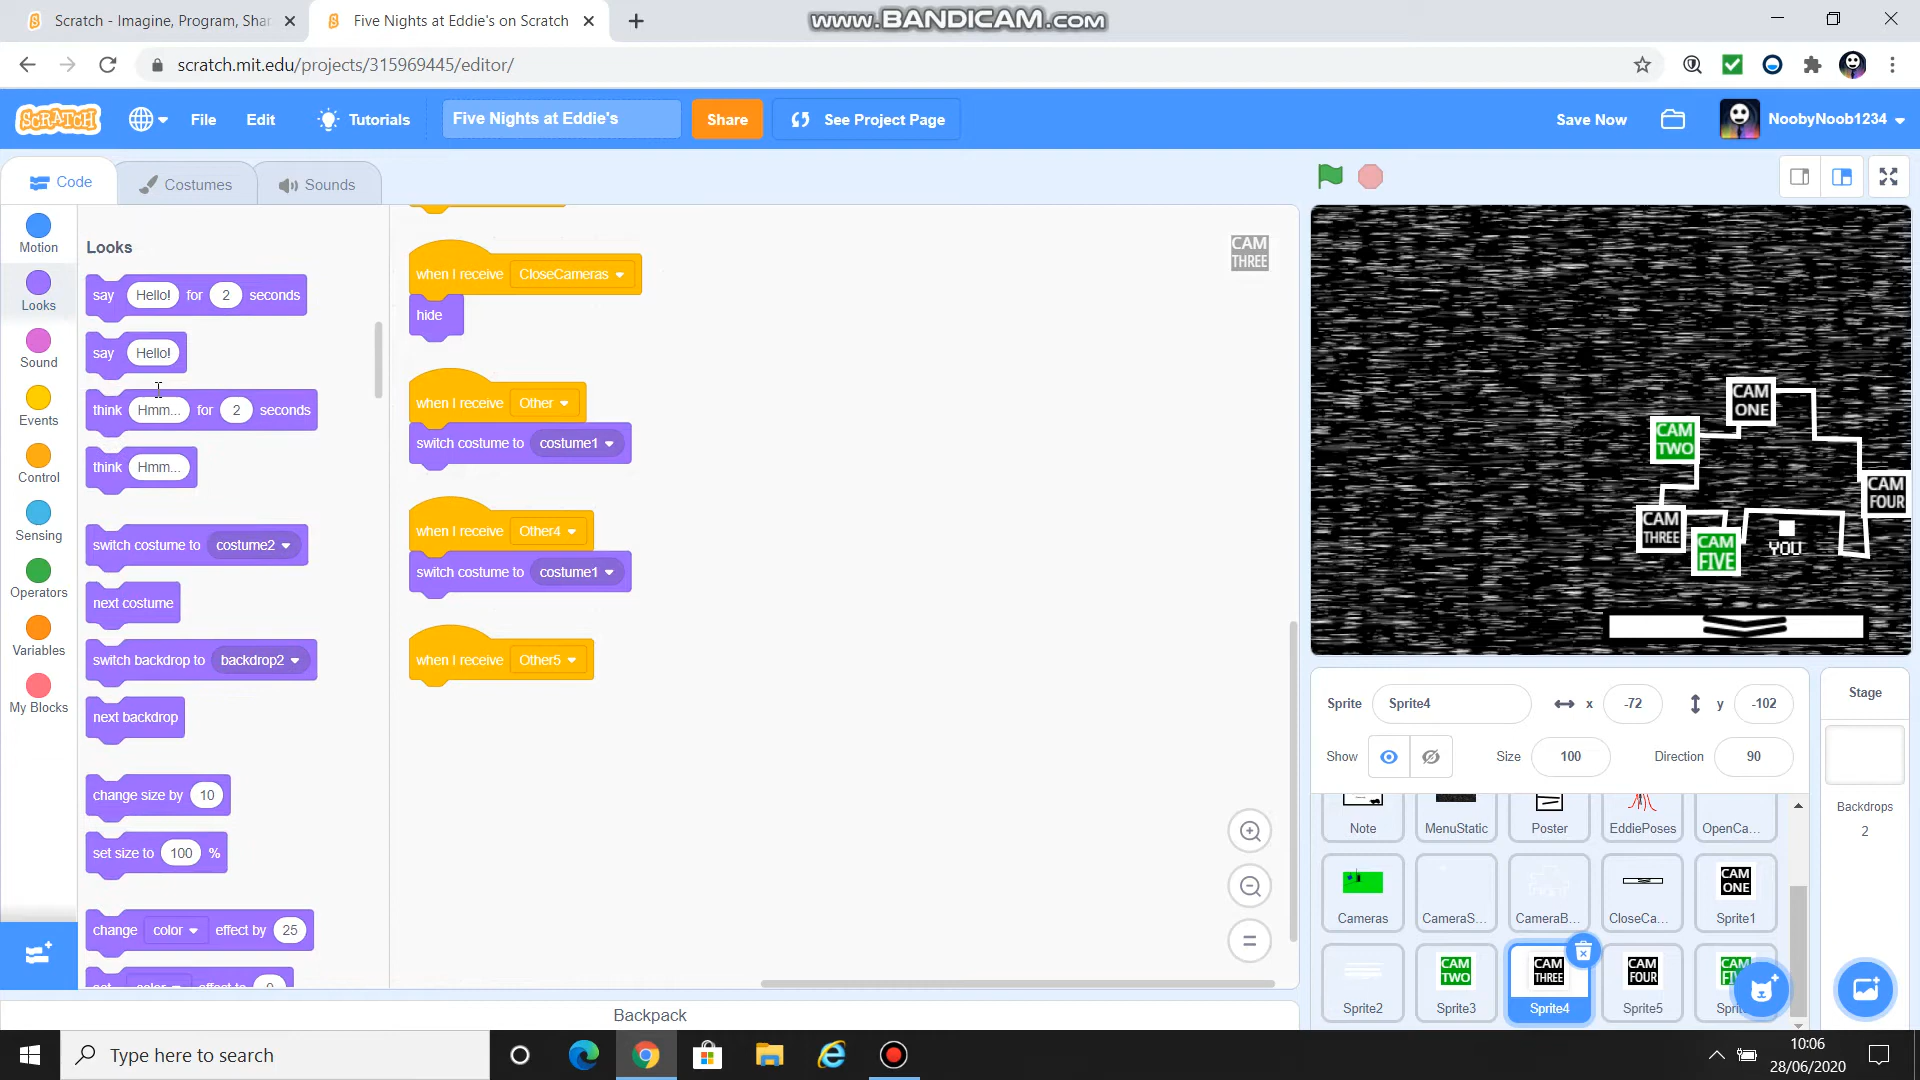 Scratch - Imagine, Program, Shar
Five Nights at Eddie's on Scratch
www.BANDICAM.com
scratch.mit.edu/projects/315969445/editor/
SCRATCH
File
Edit
Tutorials
Five Nights at Eddie's
Share
See Project Page
Save Now
NoobyNoob1234
Code
Costumes
Sounds
Motion
Looks
Sound
Events
Control
Sensing
Operators
Variables
My Blocks
Looks
say Hello! for 2 seconds
say Hello!
think Hmm... for 2 seconds
think Hmm...
switch costume to costume2
next costume
switch backdrop to backdrop2
next backdrop
change size by 10
set size to 100 %
change color effect by 25
set color effect to 0
when I receive CloseCameras
hide
when I receive Other
switch costume to costume1
when I receive Other4
switch costume to costume1
when I receive Other5
CAM
THREE
CAM
ONE
CAM
TWO
CAM
FOUR
CAM
THREE
CAM
FIVE
YOU
Sprite Sprite4 x -72 y -102
Show Size 100 Direction 90
Note
MenuStatic
Poster
EddiePoses
OpenCa...
Cameras
CameraS...
CameraB...
CloseCa...
CAM
ONE
Sprite1
Sprite2
CAM
TWO
Sprite3
CAM
THREE
Sprite4
CAM
FOUR
Sprite5
CAM
Stage
Backdrops
2
Backpack
Type here to search
10:06
28/06/2020